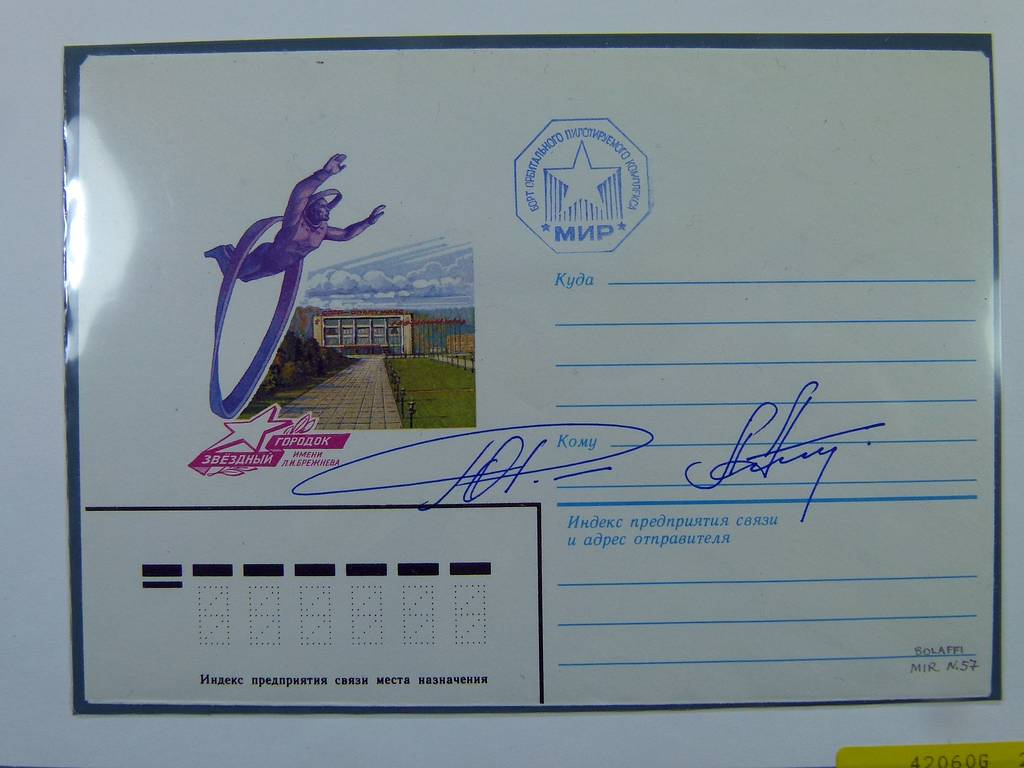 БОРТ ОРБИТАЛЬНОГО ПИЛОТИРУЕМОГО КОМПЛЕКСА
МИР
Куда
ЗВЁЗДНЫЙ
ГОРОДОК
ИМЕНИ
Л.И.БРЕЖНЕВА
Кому
Индекс предприятия связи
и адрес отправителя
Индекс предприятия связи места назначения
BOLAFFI
MIR N.57
42060G